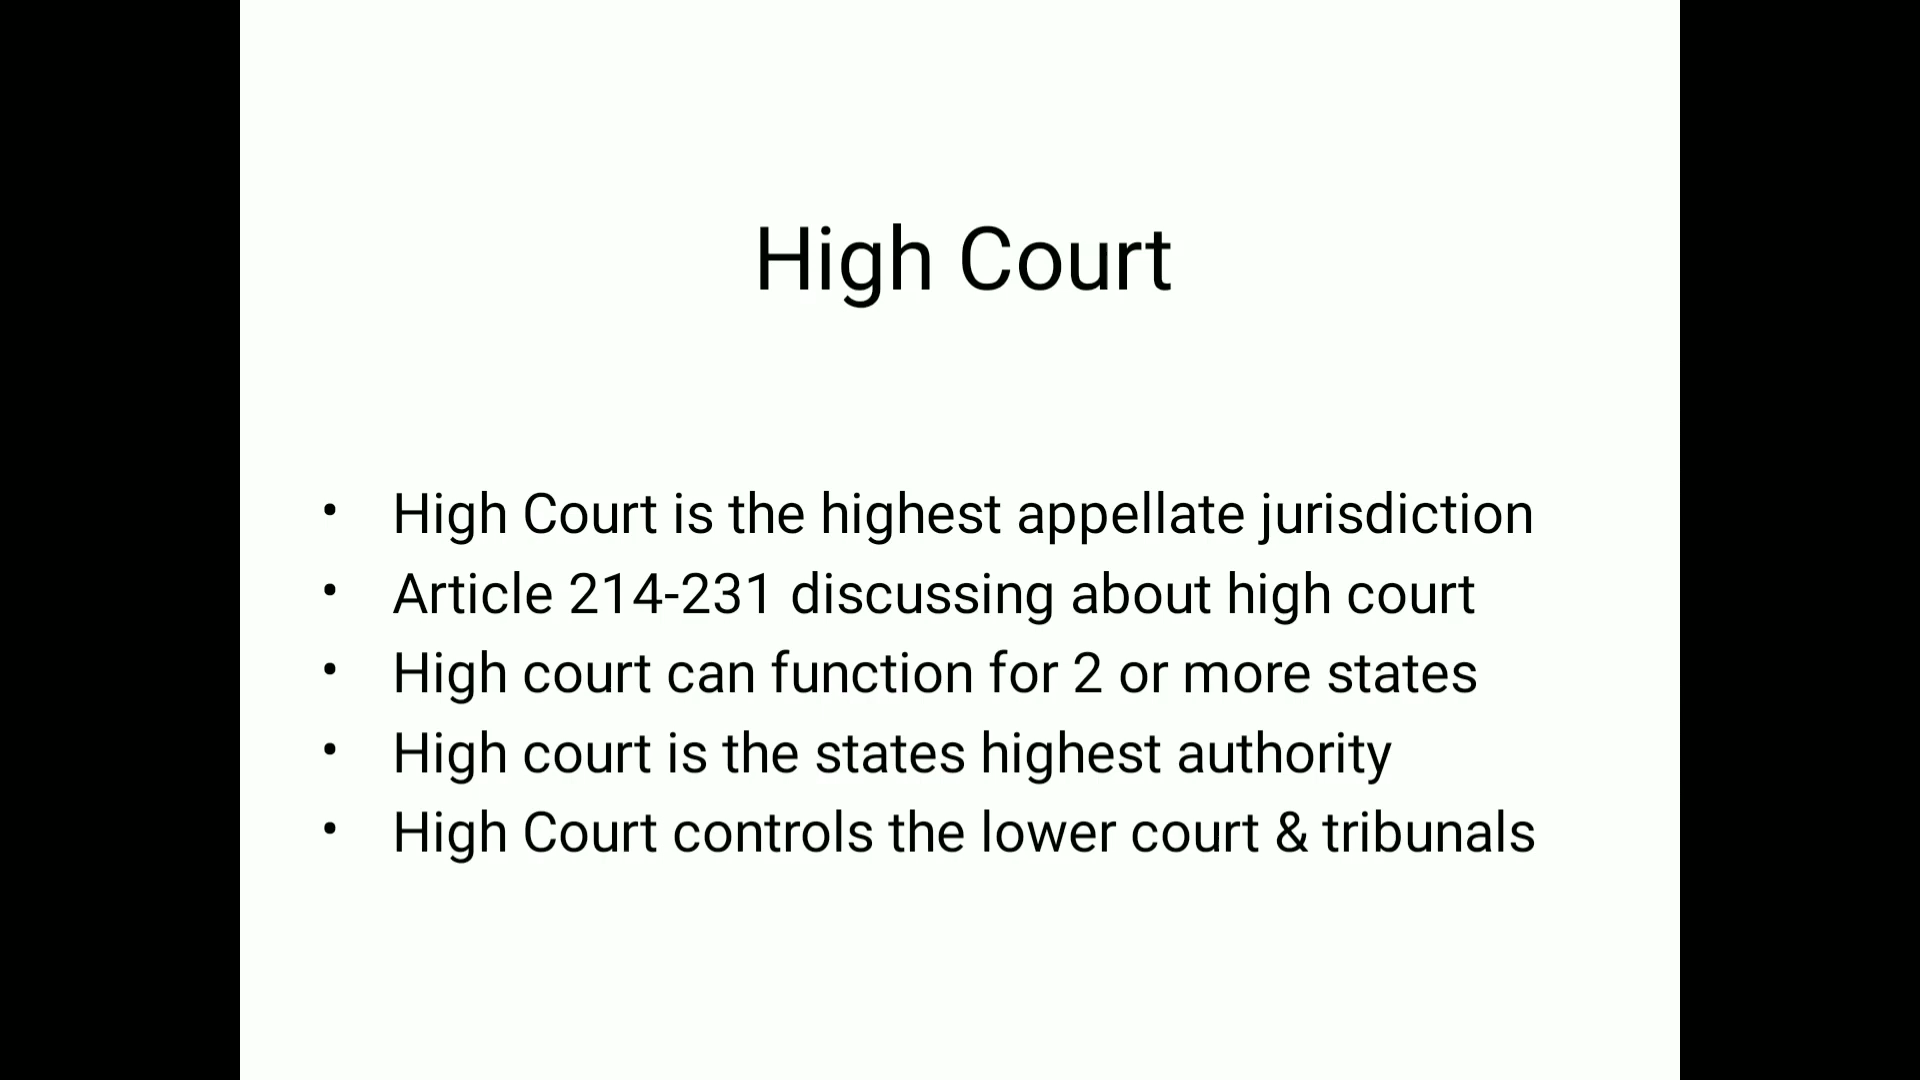 High Court
• High Court is the highest appellate jurisdiction
• Article 214-231 discussing about high court
• High court can function for 2 or more states
• High court is the states highest authority
• High Court controls the lower court & tribunals